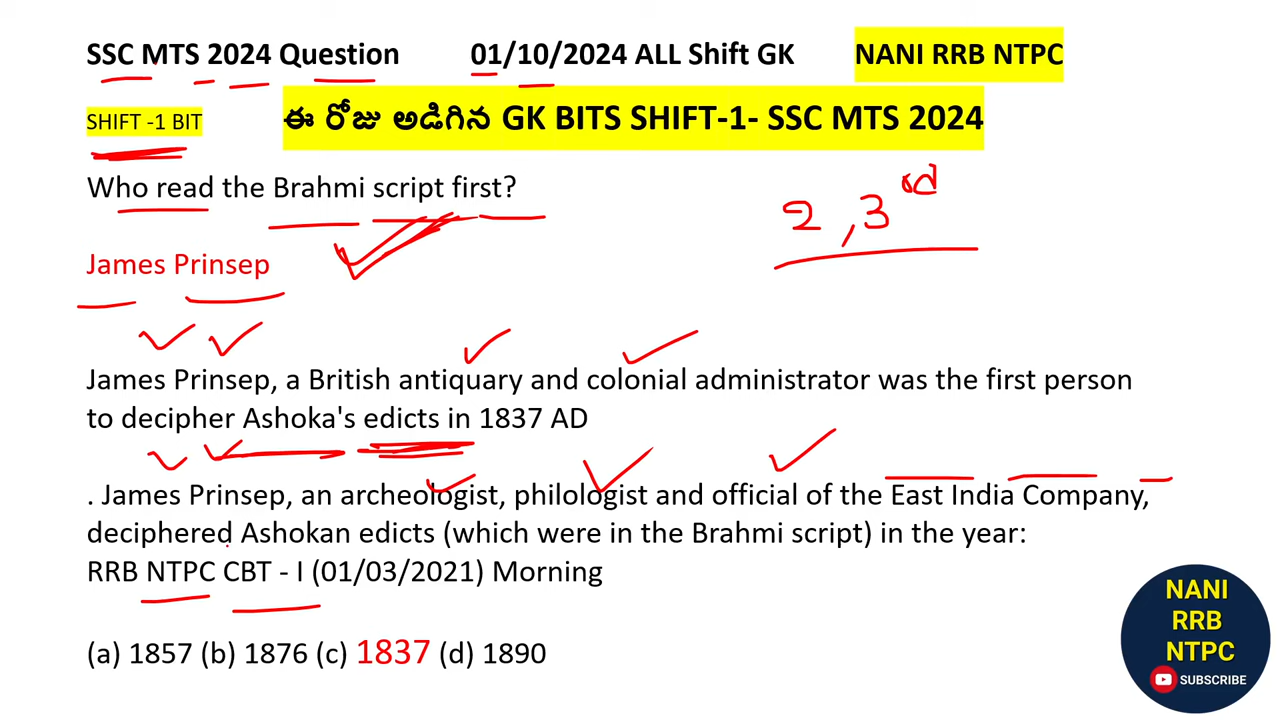 SSC MTS 2024 Question 01/10/2024 ALL Shift GK NANI RRB NTPC
SHIFT -1 BIT ఈ రోజు అడిగిన GK BITS SHIFT-1- SSC MTS 2024
Who read the Brahmi script first?
2 , 3rd
James Prinsep
James Prinsep, a British antiquary and colonial administrator was the first person
to decipher Ashoka's edicts in 1837 AD
. James Prinsep, an archeologist, philologist and official of the East India Company,
deciphered Ashokan edicts (which were in the Brahmi script) in the year:
RRB NTPC CBT - I (01/03/2021) Morning
(a) 1857 (b) 1876 (c) 1837 (d) 1890
NANI
RRB
NTPC
SUBSCRIBE